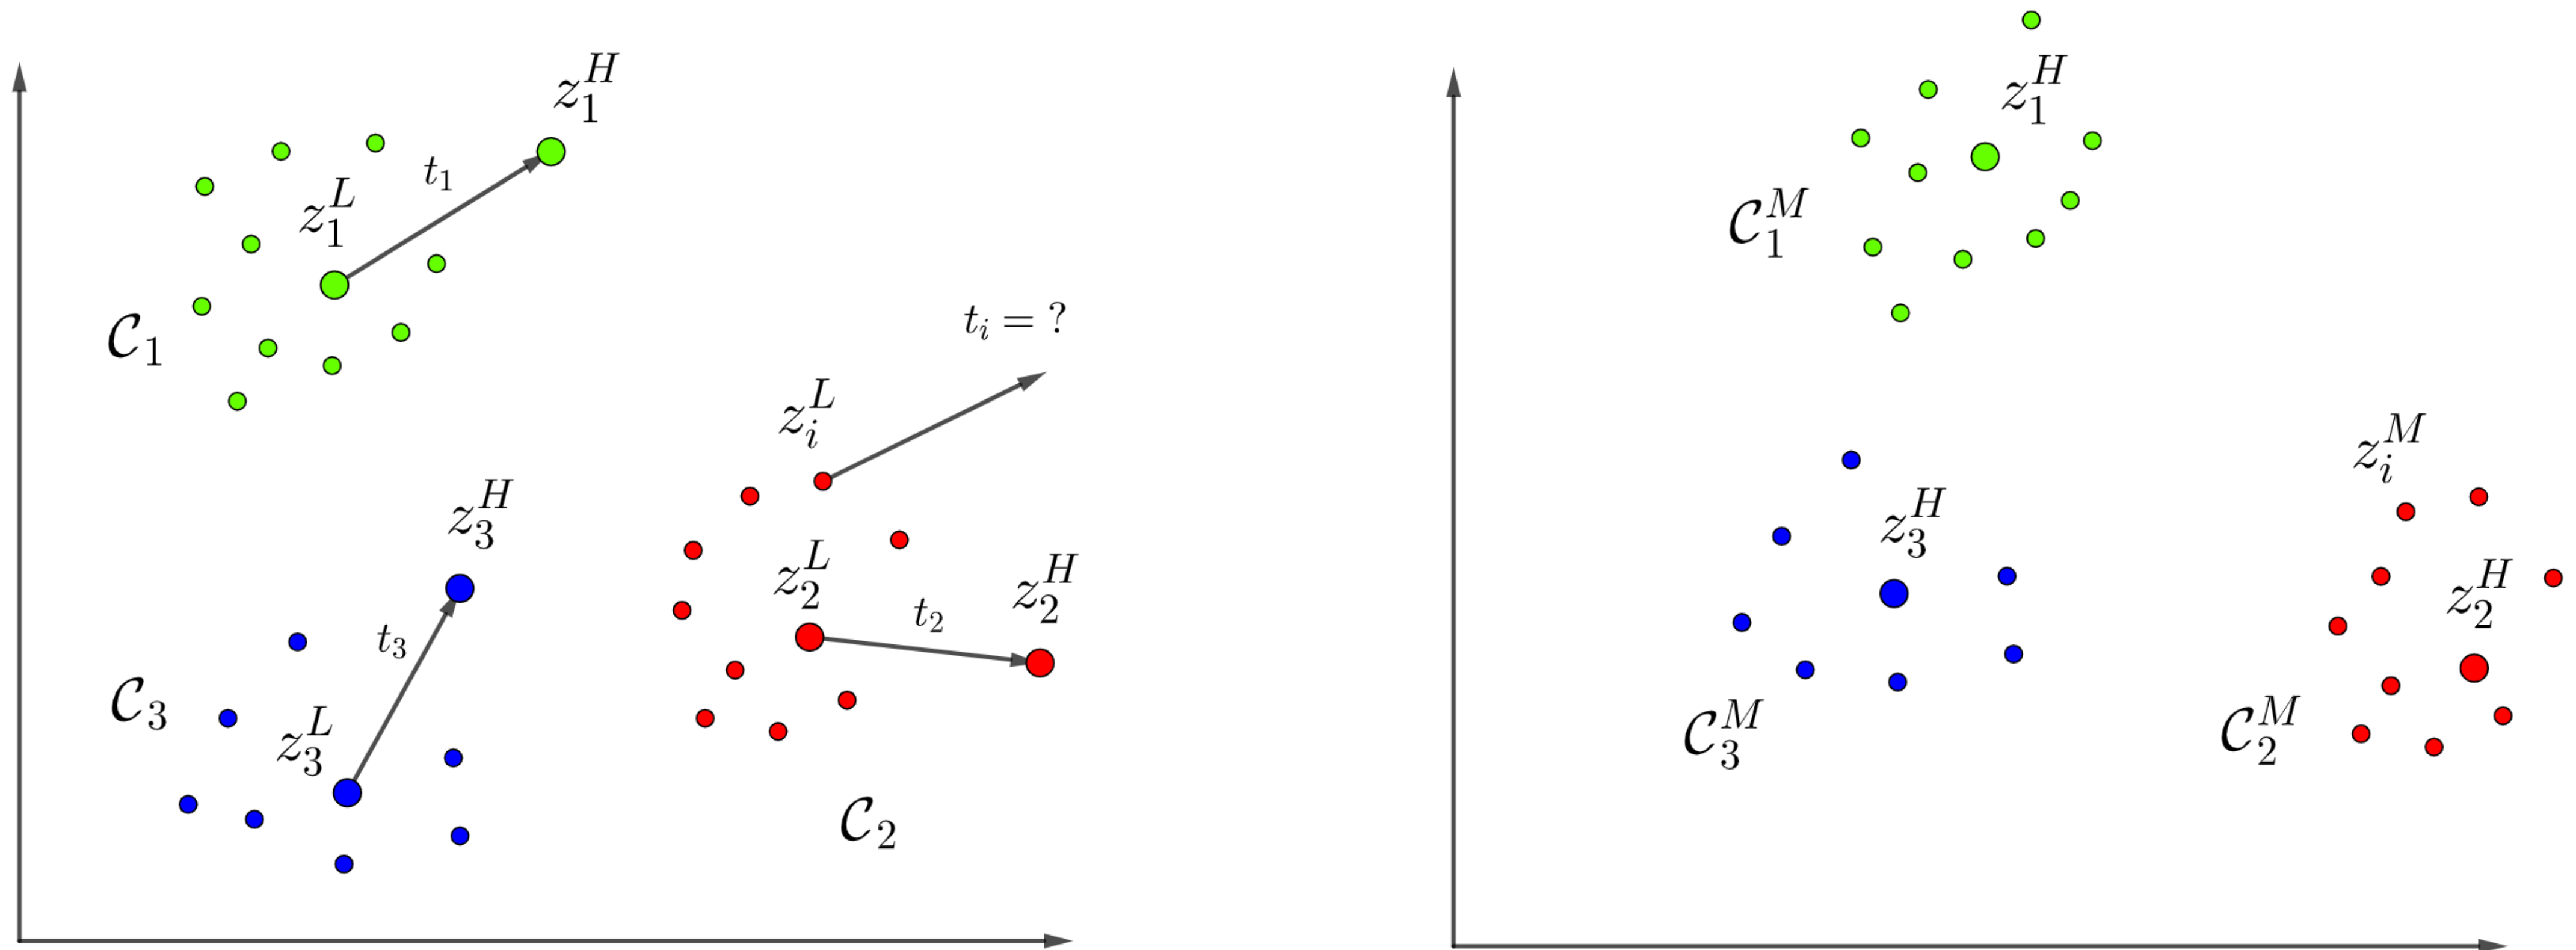 z_1^H
t_1
z_1^L
C_1
t_i = ?
z_i^L
z_3^H
z_2^L
z_2^H
t_2
t_3
C_3
z_3^L
C_2
z_1^H
C_1^M
z_i^M
z_3^H
z_2^H
C_3^M
C_2^M